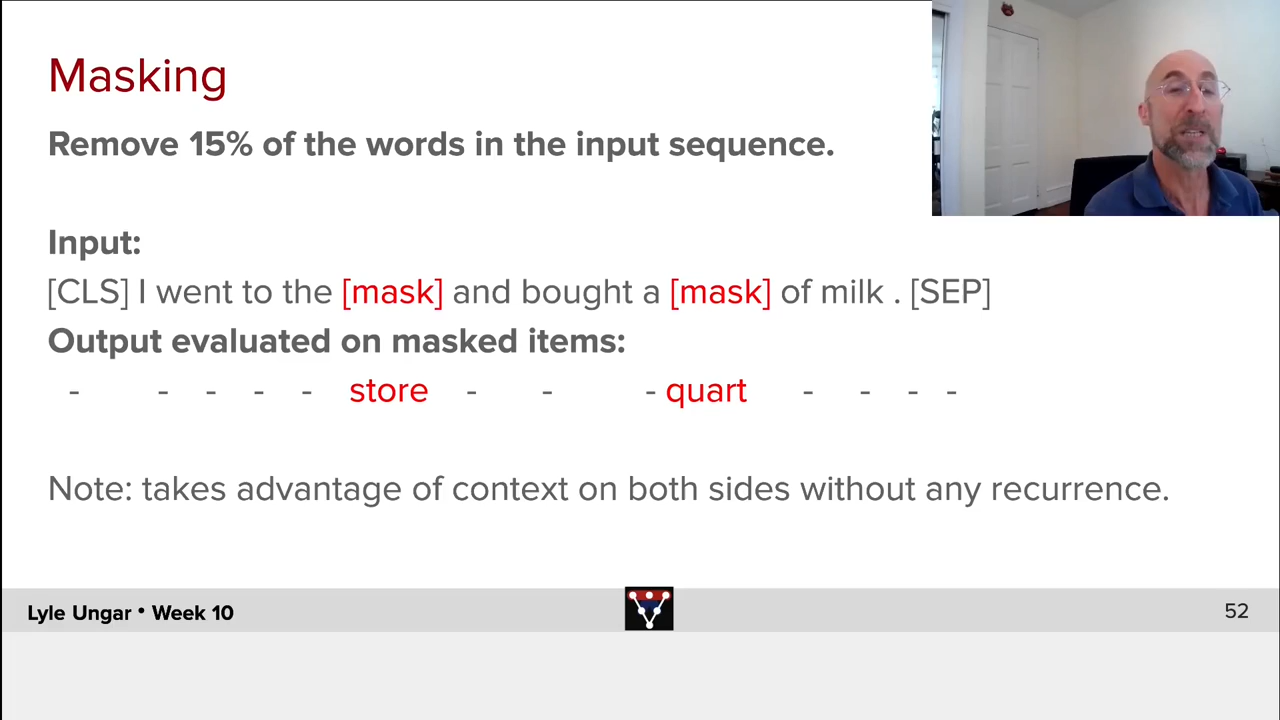 Masking
Remove 15% of the words in the input sequence.
Input:
[CLS] I went to the [mask] and bought a [mask] of milk . [SEP]
Output evaluated on masked items:
- - - - - store - - - quart - - - -
Note: takes advantage of context on both sides without any recurrence.
Lyle Ungar • Week 10
52